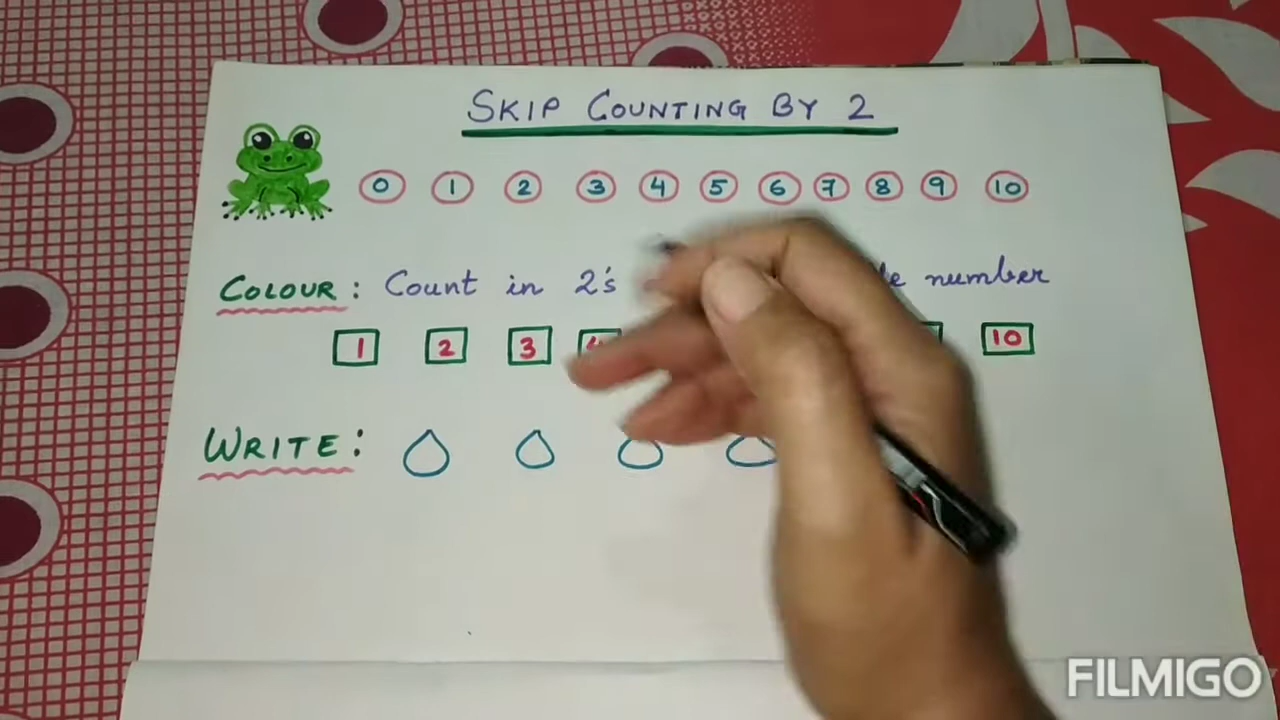 SKIP COUNTING BY 2
0 1 2 3 4 5 6 7 8 9 10
COLOUR: Count in 2's number
1 2 3 4 10
WRITE:
FILMIGO